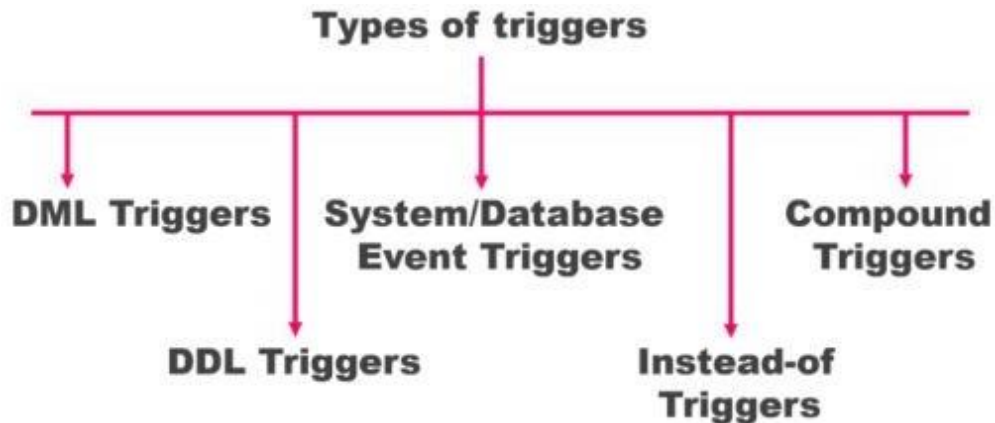 Types of triggers
DML Triggers
System/Database
Event Triggers
Compound
Triggers
DDL Triggers
Instead-of
Triggers